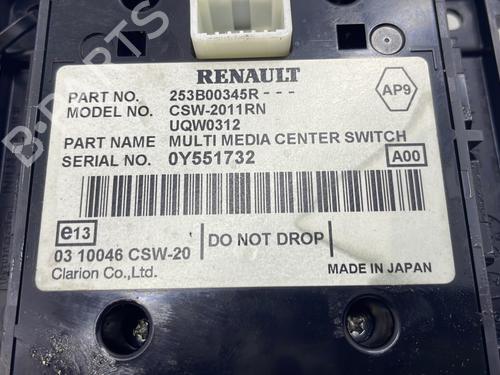 RENAULT
PART NO. 253B00345R - - -
MODEL NO. CSW-2011RN
UQW0312
AP9
PART NAME MULTI MEDIA CENTER SWITCH
SERIAL NO. 0Y551732
A00
e13
03 10046 CSW-20
DO NOT DROP
Clarion Co.,Ltd.
MADE IN JAPAN
B-PARTS